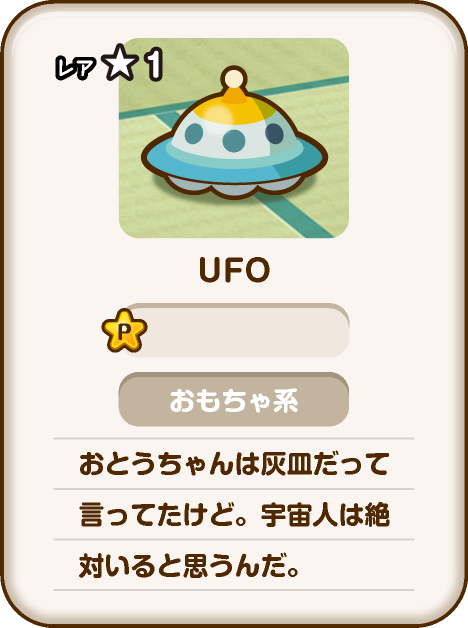 レア★1
UFO
P
おもちゃ系
おとうちゃんは灰皿だって
言ってたけど。宇宙人は絶
対いると思うんだ。